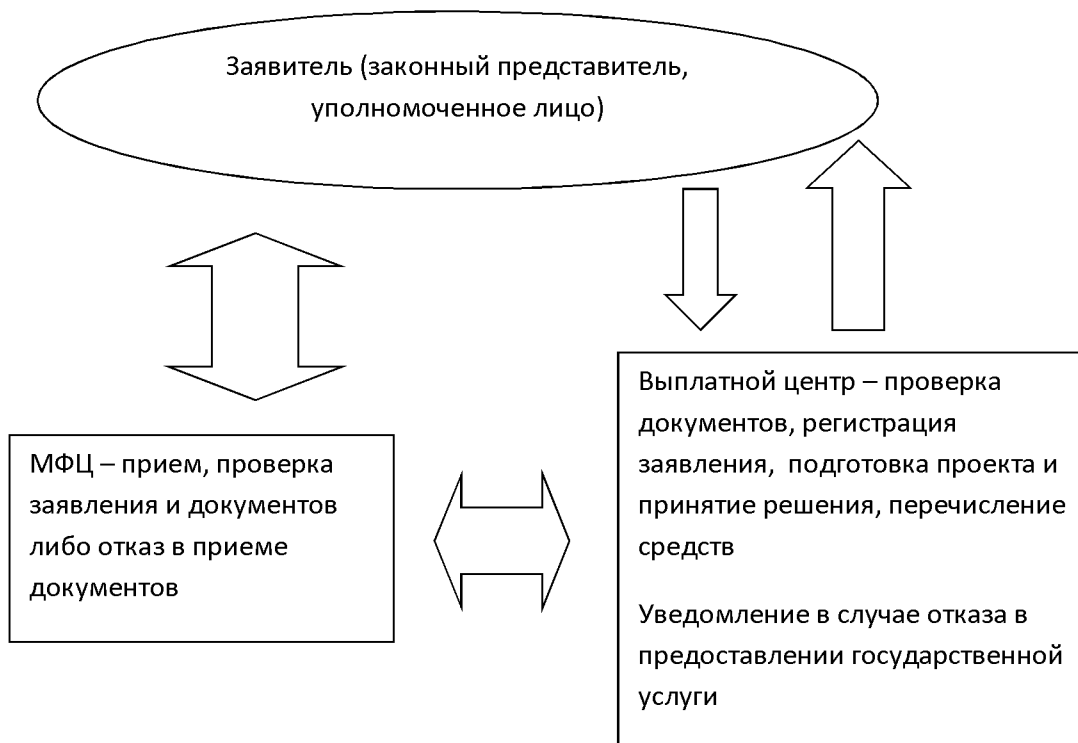 Заявитель (законный представитель,
уполномоченное лицо)
МФЦ – прием, проверка
заявления и документов
либо отказ в приеме
документов
Выплатной центр – проверка
документов, регистрация
заявления,  подготовка проекта и
принятие решения, перечисление
средств
Уведомление в случае отказа в
предоставлении государственной
услуги